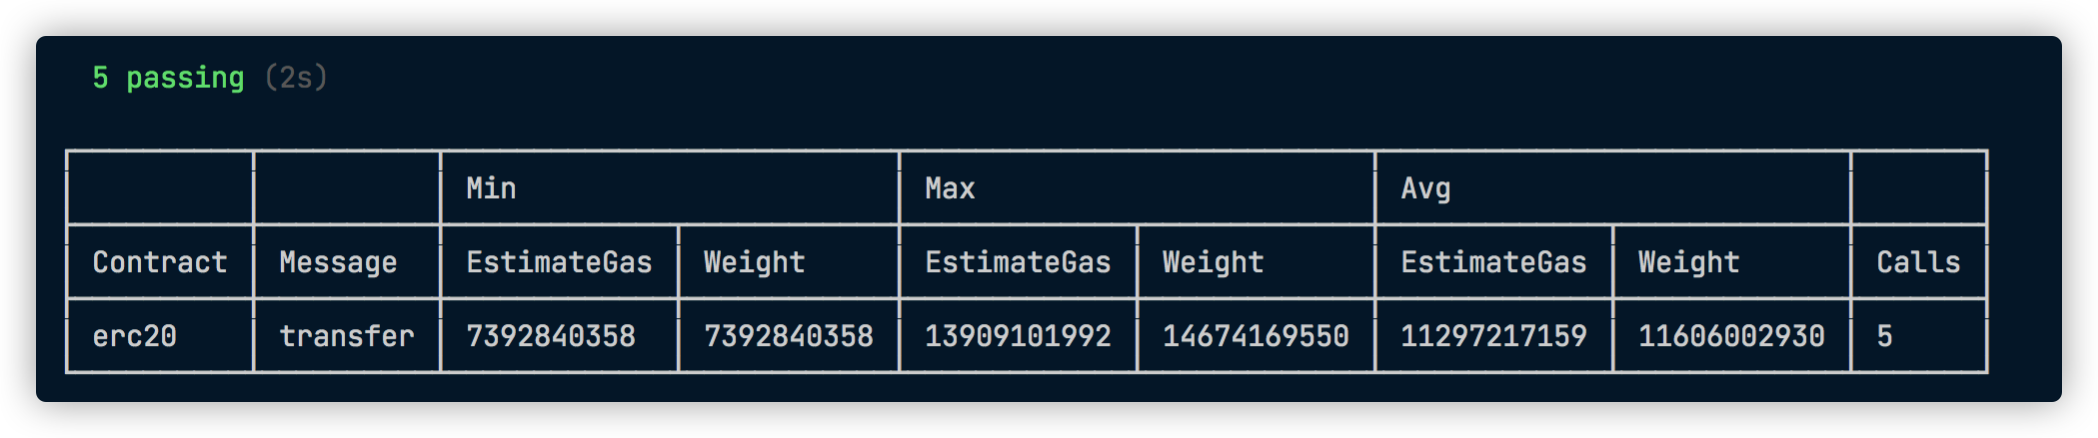 5 passing (2s)
Min Max Avg
Contract Message EstimateGas Weight EstimateGas Weight EstimateGas Weight Calls
erc20 transfer 7392840358 7392840358 13909101992 14674169550 11297217159 11606002930 5